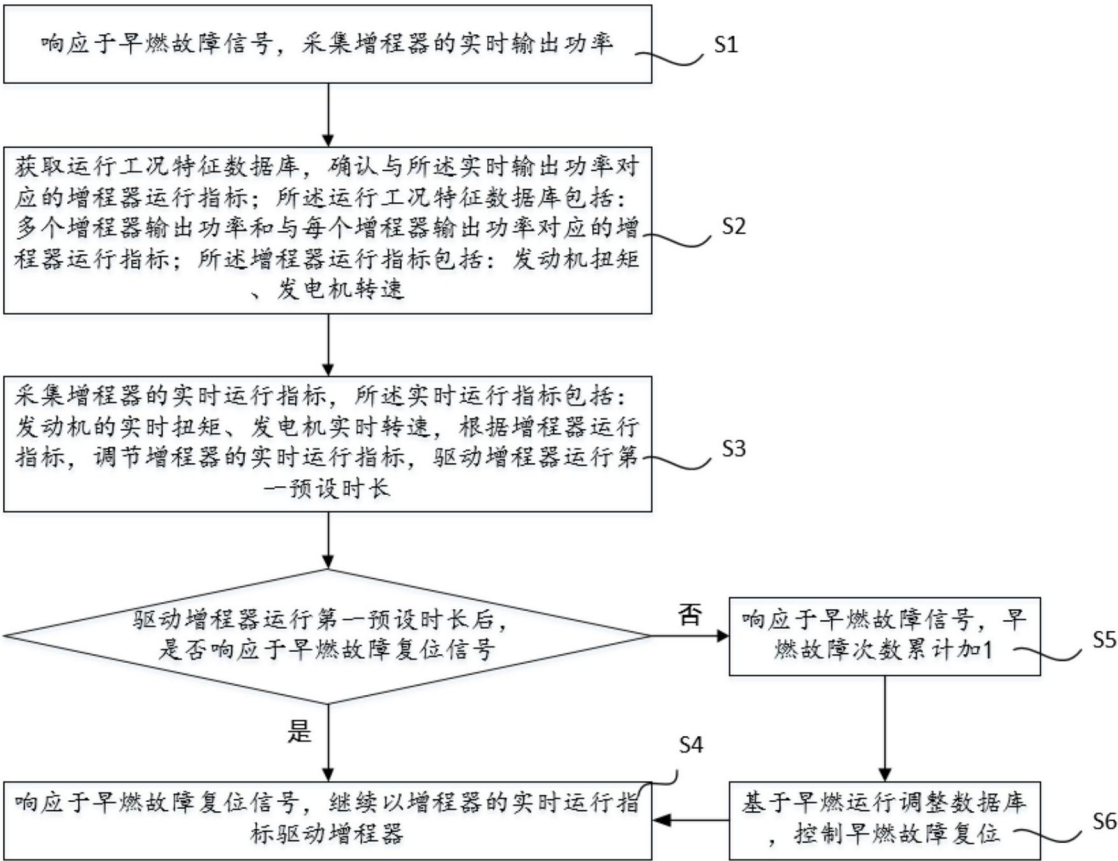 响应于早燃故障信号，采集增程器的实时输出功率
S1
获取运行工况特征数据库，确认与所述实时输出功率对
应的增程器运行指标；所述运行工况特征数据库包括：
多个增程器输出功率和与每个增程器输出功率对应的增
程器运行指标；所述增程器运行指标包括：发动机扭矩
、发电机转速
S2
采集增程器的实时运行指标，所述实时运行指标包括：
发动机的实时扭矩、发电机实时转速，根据增程器运行
指标，调节增程器的实时运行指标，驱动增程器运行第
一预设时长
S3
驱动增程器运行第一预设时长后，
是否响应于早燃故障复位信号
否
响应于早燃故障信号，早
燃故障次数累计加1
S5
是
S4
响应于早燃故障复位信号，继续以增程器的实时运行指
标驱动增程器
基于早燃运行调整数据库
，控制早燃故障复位
S6